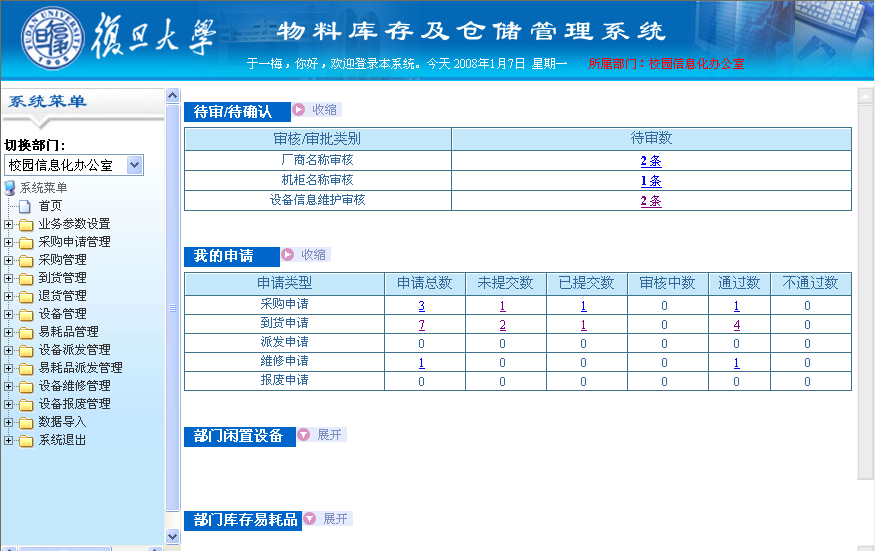 復旦大學
物料库存及仓储管理系统
于一梅，你好，欢迎登录本系统。今天 2008年1月7日 星期一 所属部门：校园信息化办公室
系统菜单
切换部门：
校园信息化办公室
系统菜单
首页
业务参数设置
采购申请管理
采购管理
到货管理
退货管理
设备管理
易耗品管理
设备派发管理
易耗品派发管理
设备维修管理
设备报废管理
数据导入
系统退出
待审/待确认 收缩
审核/审批类别 待审数
厂商名称审核 2 条
机柜名称审核 1 条
设备信息维护审核 2 条
我的申请 收缩
申请类型 申请总数 未提交数 已提交数 审核中数 通过数 不通过数
采购申请 3 1 1 0 1 0
到货申请 7 2 1 0 4 0
派发申请 0 0 0 0 0 0
维修申请 1 0 0 0 1 0
报废申请 0 0 0 0 0 0
部门闲置设备 展开
部门库存易耗品 展开